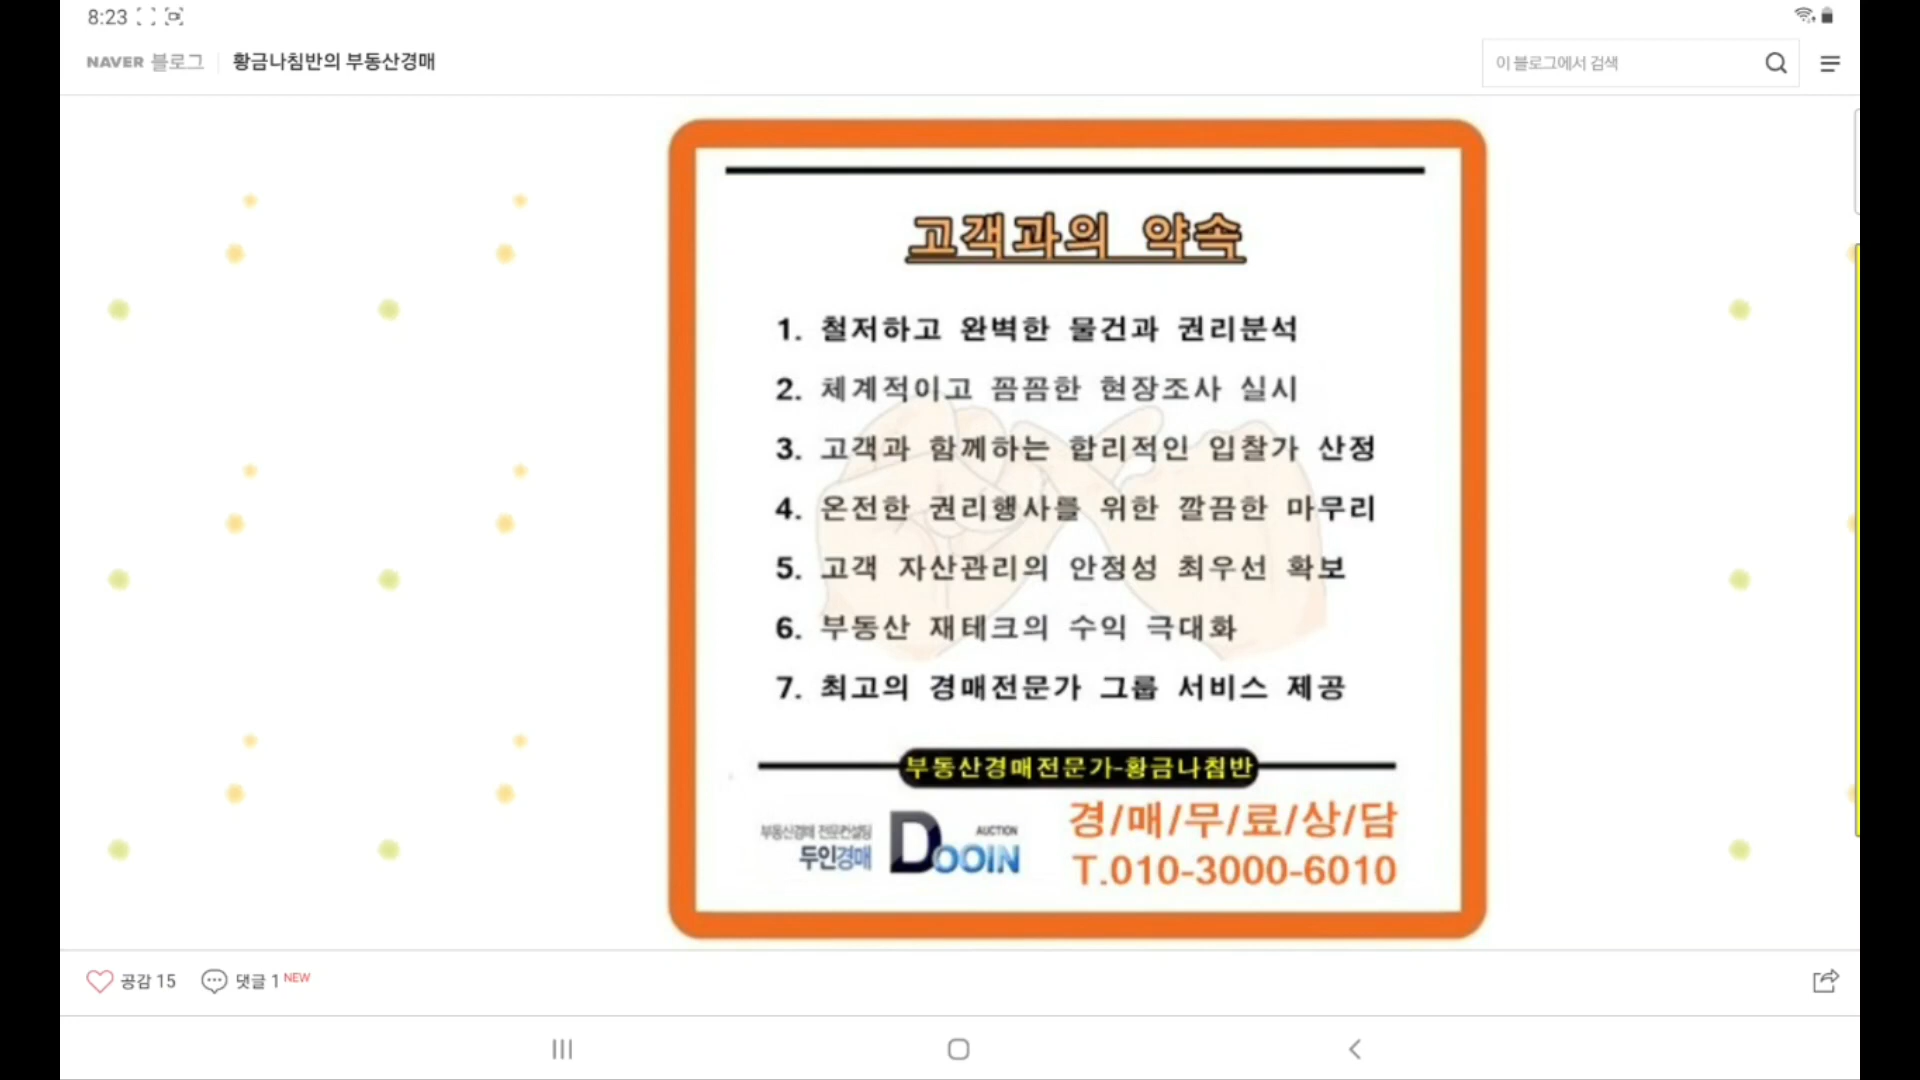 8:23
NAVER 블로그 황금나침반의 부동산경매
이 블로그에서 검색
고객과의 약속
1. 철저하고 완벽한 물건과 권리분석
2. 체계적이고 꼼꼼한 현장조사 실시
3. 고객과 함께하는 합리적인 입찰가 산정
4. 온전한 권리행사를 위한 깔끔한 마무리
5. 고객 자산관리의 안정성 최우선 확보
6. 부동산 재테크의 수익 극대화
7. 최고의 경매전문가 그룹 서비스 제공
부동산경매전문가-황금나침반
부동산경매 전문컨설팅
두인경매
DOOIN AUCTION
경/매/무/료/상/담
T.010-3000-6010
공감 15 댓글 1 NEW